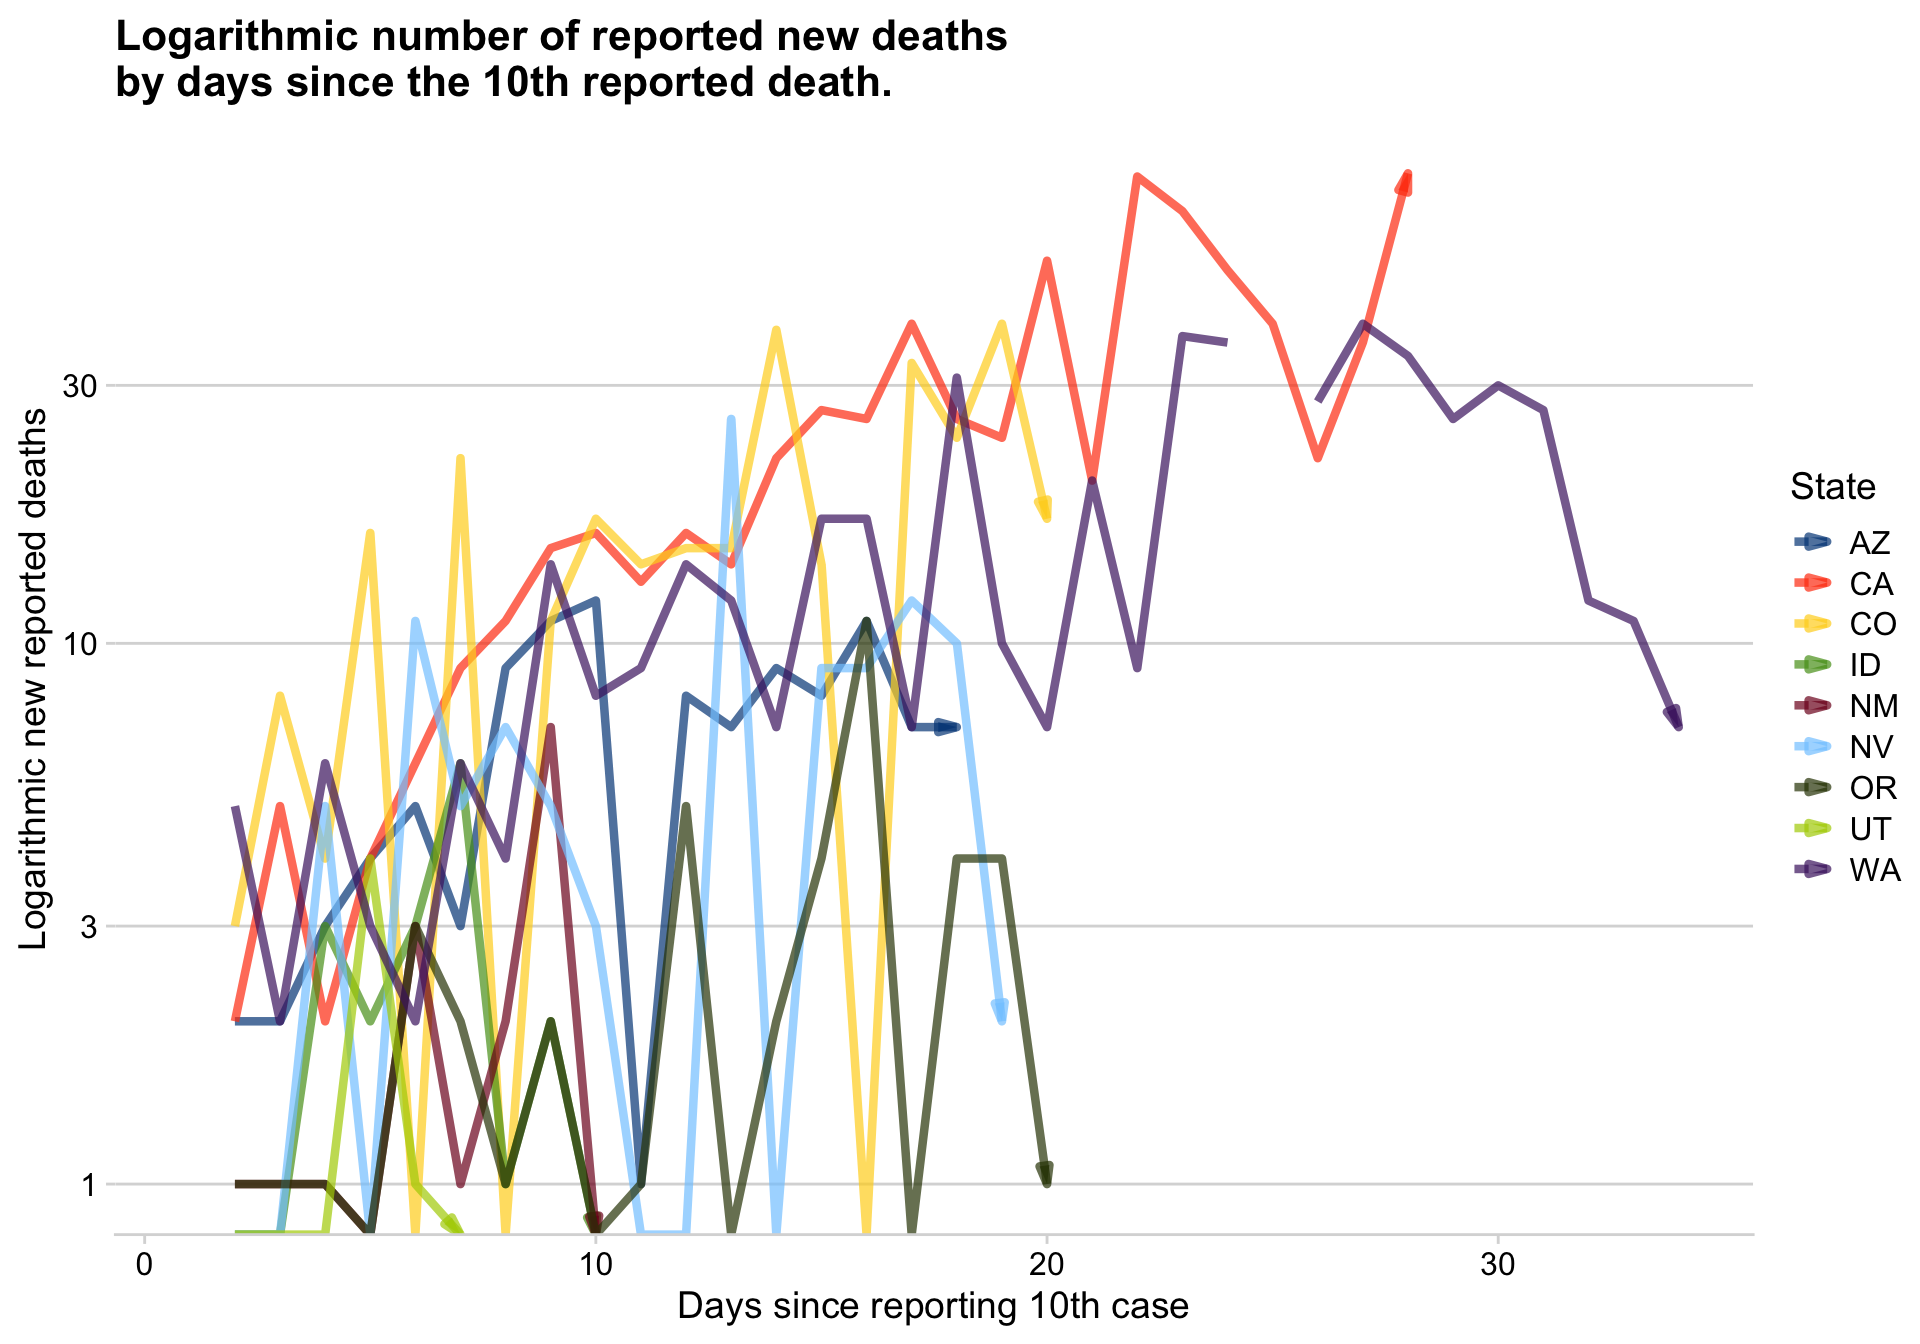 Logarithmic number of reported new deaths
by days since the 10th reported death.
Logarithmic new reported deaths
30
10
3
1
0
10
20
30
Days since reporting 10th case
State
AZ
CA
CO
ID
NM
NV
OR
UT
WA